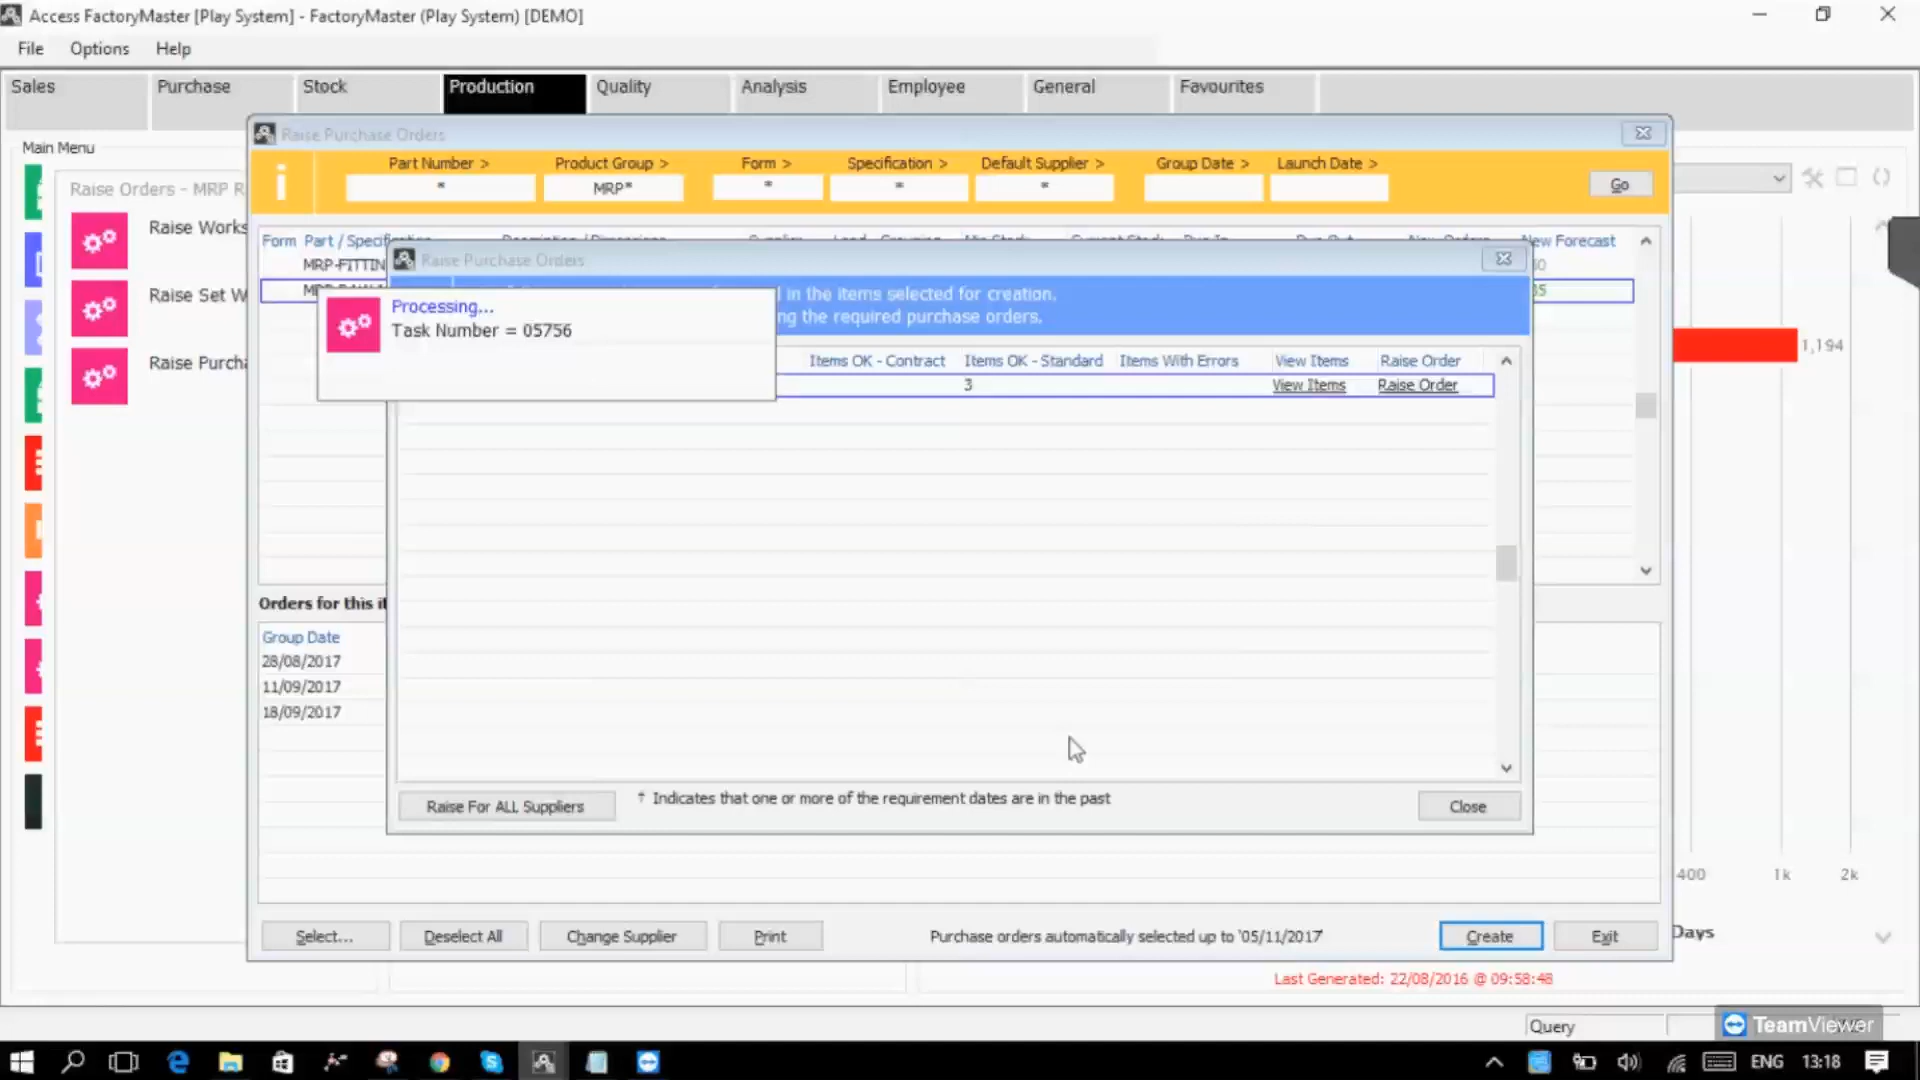 Access FactoryMaster [Play System] - FactoryMaster (Play System) [DEMO]
File Options Help
Sales Purchase Stock Production Quality Analysis Employee General Favourites
Main Menu
Raise Orders - MRP R
Raise Works
Raise Set W
Raise Purcha
Raise Purchase Orders
Part Number > Product Group > Form > Specification > Default Supplier > Group Date > Launch Date >
* MRP* * * * Go
Form Part / Specification New Forecast
MRP-FITTIN
Raise Purchase Orders
in the items selected for creation.
ng the required purchase orders.
Processing...
Task Number = 05756
Items OK - Contract Items OK - Standard Items With Errors View Items Raise Order
3 View Items Raise Order
Raise For ALL Suppliers † Indicates that one or more of the requirement dates are in the past Close
Orders for this it
Group Date
28/08/2017
11/09/2017
18/09/2017
1,194
400 1k 2k
Days
Select... Deselect All Change Supplier Print Purchase orders automatically selected up to '05/11/2017' Create Exit
Last Generated: 22/08/2016 @ 09:58:48
Query
TeamViewer
ENG 13:18